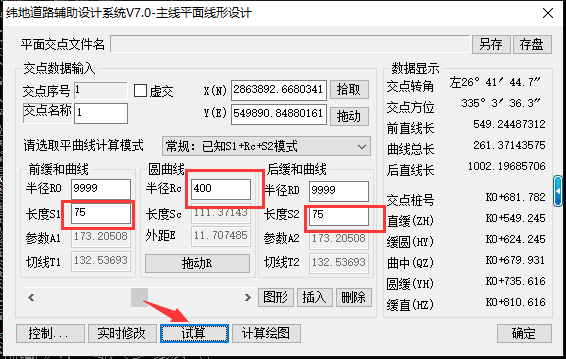 纬地道路辅助设计系统V7.0-主线平面线形设计
平面交点文件名 另存 存盘
交点数据输入
交点序号 1 虚交 X(N) 2863892.6680341 拾取
交点名称 1 Y(E) 549890.84880161 拖动
请选取平曲线计算模式 常规：已知S1+Rc+S2模式
前缓和曲线 圆曲线 后缓和曲线
半径RO 9999 半径Rc 400 半径RD 9999
长度S1 75 长度Sc 111.37143 长度S2 75
参数A1 173.20508 外距E 11.707485 参数A2 173.20508
切线T1 132.53693 拖动R 切线T2 132.53693
图形 插入 删除
数据显示
交点转角 左26° 41′ 44.7″
交点方位 335° 3′ 36.3″
前直线长 549.24487312
曲线总长 261.37143575
后直线长 1002.19685706
交点桩号 K0+681.782
直缓(ZH) K0+549.245
缓圆(HY) K0+624.245
曲中(QZ) K0+679.931
圆缓(YH) K0+735.616
缓直(HZ) K0+810.616
控制... 实时修改 试算 计算绘图 确定